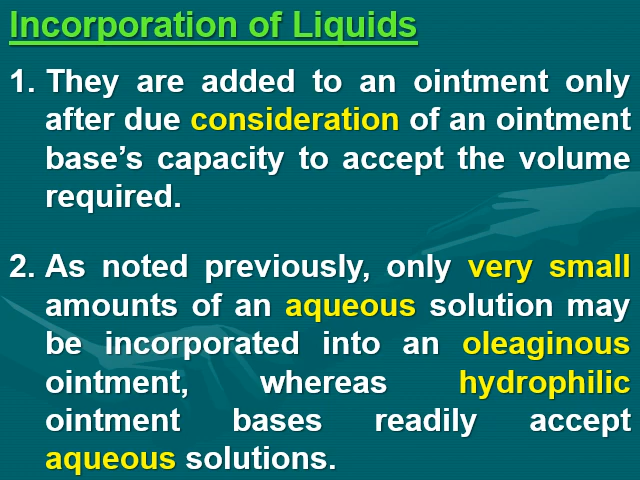 Incorporation of Liquids
1. They are added to an ointment only
after due consideration of an ointment
base’s capacity to accept the volume
required.
2. As noted previously, only very small
amounts of an aqueous solution may
be incorporated into an oleaginous
ointment, whereas hydrophilic
ointment bases readily accept
aqueous solutions.